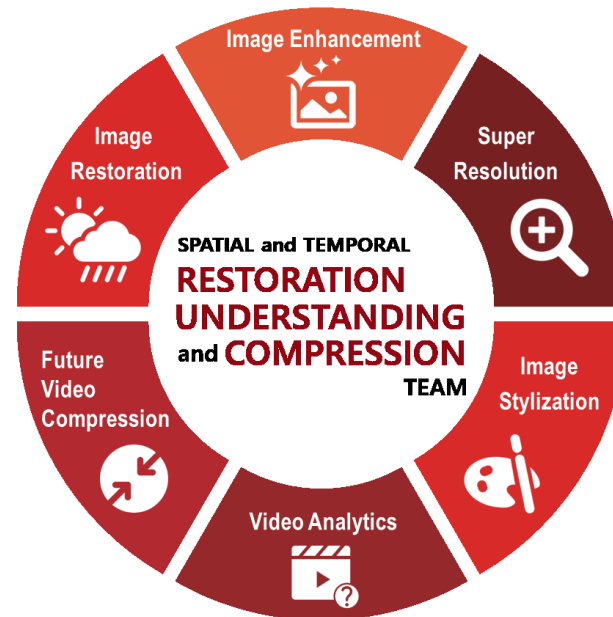 Image Enhancement
Image
Restoration
Super
Resolution
SPATIAL and TEMPORAL
RESTORATION
UNDERSTANDING
and COMPRESSION
TEAM
Future
Video
Compression
Image
Stylization
Video Analytics
?